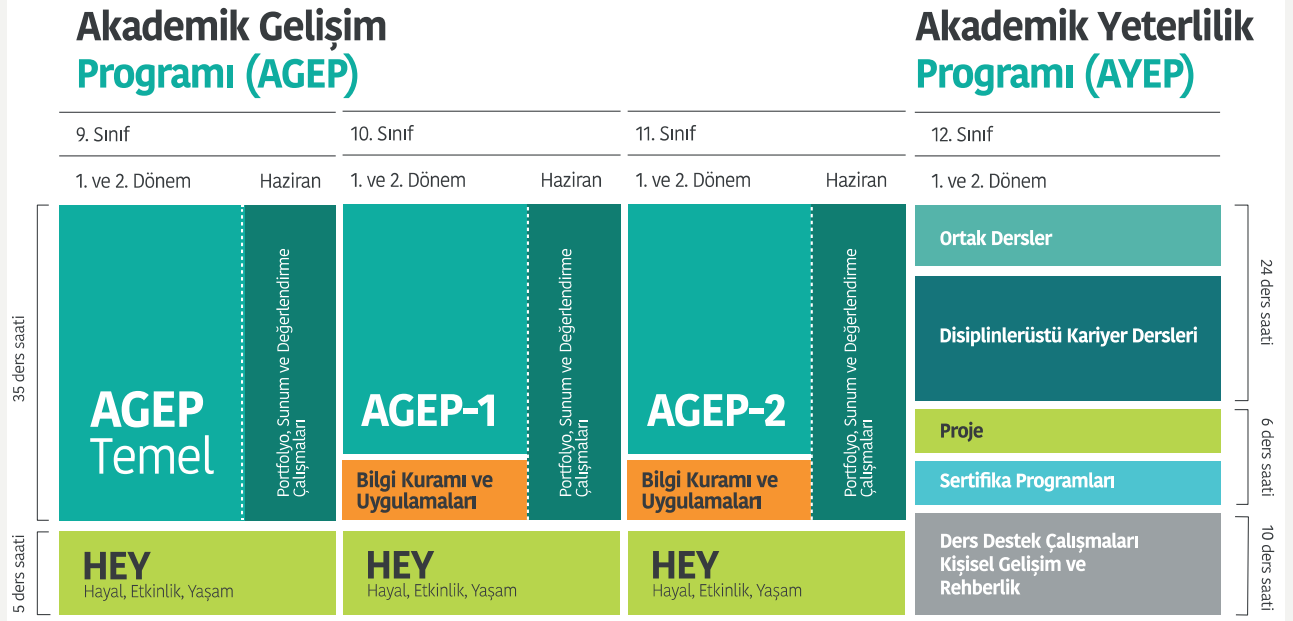 Akademik Gelişim
Programı (AGEP)
Akademik Yeterlilik
Programı (AYEP)
9. Sınıf
10. Sınıf
11. Sınıf
12. Sınıf
1. ve 2. Dönem
Haziran
1. ve 2. Dönem
Haziran
1. ve 2. Dönem
Haziran
1. ve 2. Dönem
35 ders saati
AGEP
Temel
Portfolyo, Sunum ve Değerlendirme
Çalışmaları
AGEP-1
Bilgi Kuramı ve
Uygulamaları
Portfolyo, Sunum ve Değerlendirme
Çalışmaları
AGEP-2
Bilgi Kuramı ve
Uygulamaları
Portfolyo, Sunum ve Değerlendirme
Çalışmaları
Ortak Dersler
Disiplinlerüstü Kariyer Dersleri
24 ders saati
Proje
Sertifika Programları
6 ders saati
Ders Destek Çalışmaları
Kişisel Gelişim ve
Rehberlik
10 ders saati
5 ders saati
HEY
Hayal, Etkinlik, Yaşam
HEY
Hayal, Etkinlik, Yaşam
HEY
Hayal, Etkinlik, Yaşam